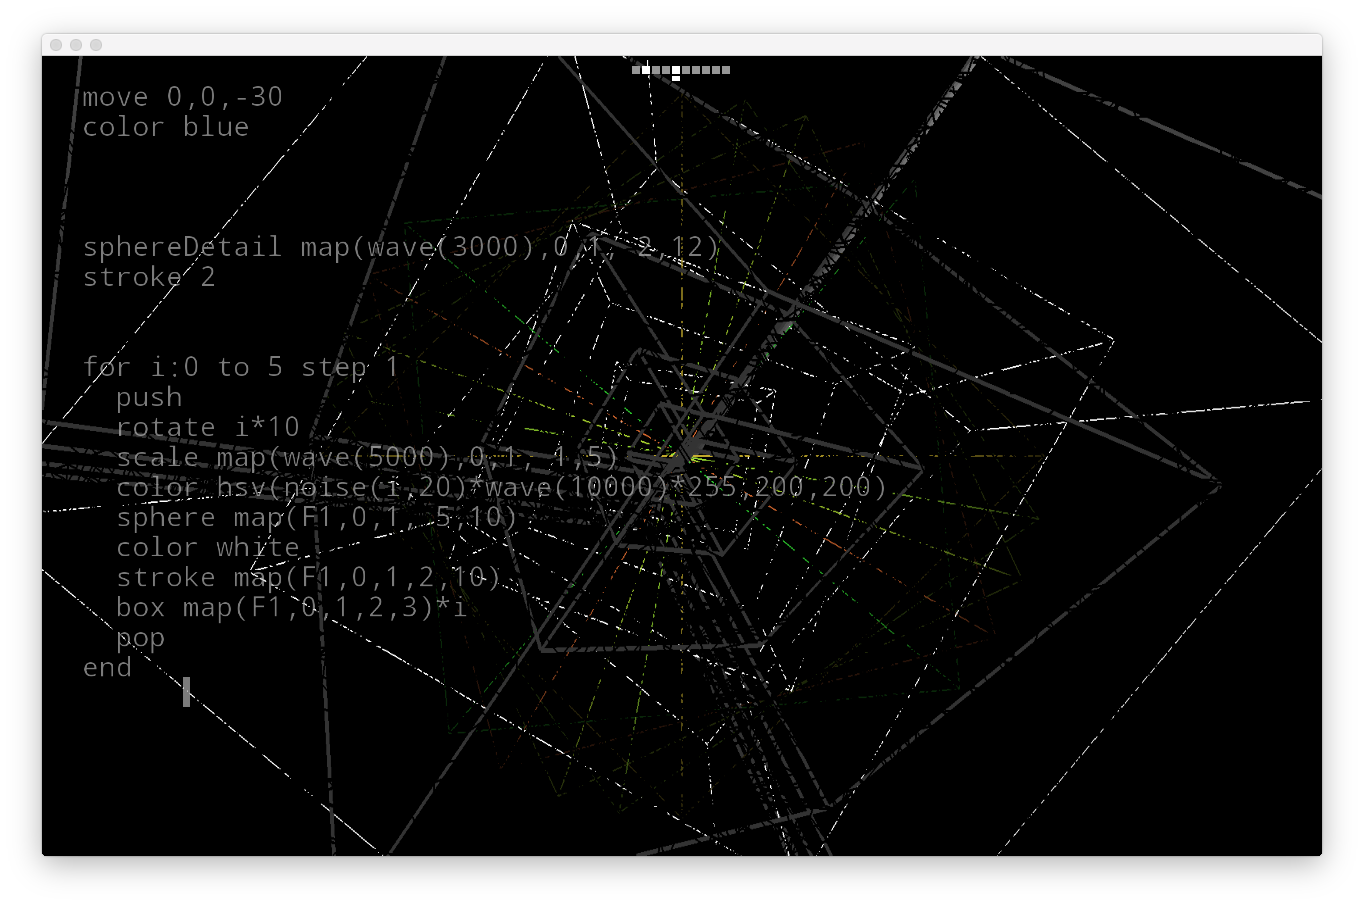 move 0,0,-30
color blue
sphereDetail map(wave(3000),0,1, 2,12)
stroke 2
for i:0 to 5 step 1
push
rotate i*10
scale map(wave(5000),0,1, 1,5)
color hsv(noise(i,20)*wave(10000)*255,200,200)
sphere map(F1,0,1, 5,10)
color white
stroke map(F1,0,1,2,10)
box map(F1,0,1,2,3)*i
pop
end